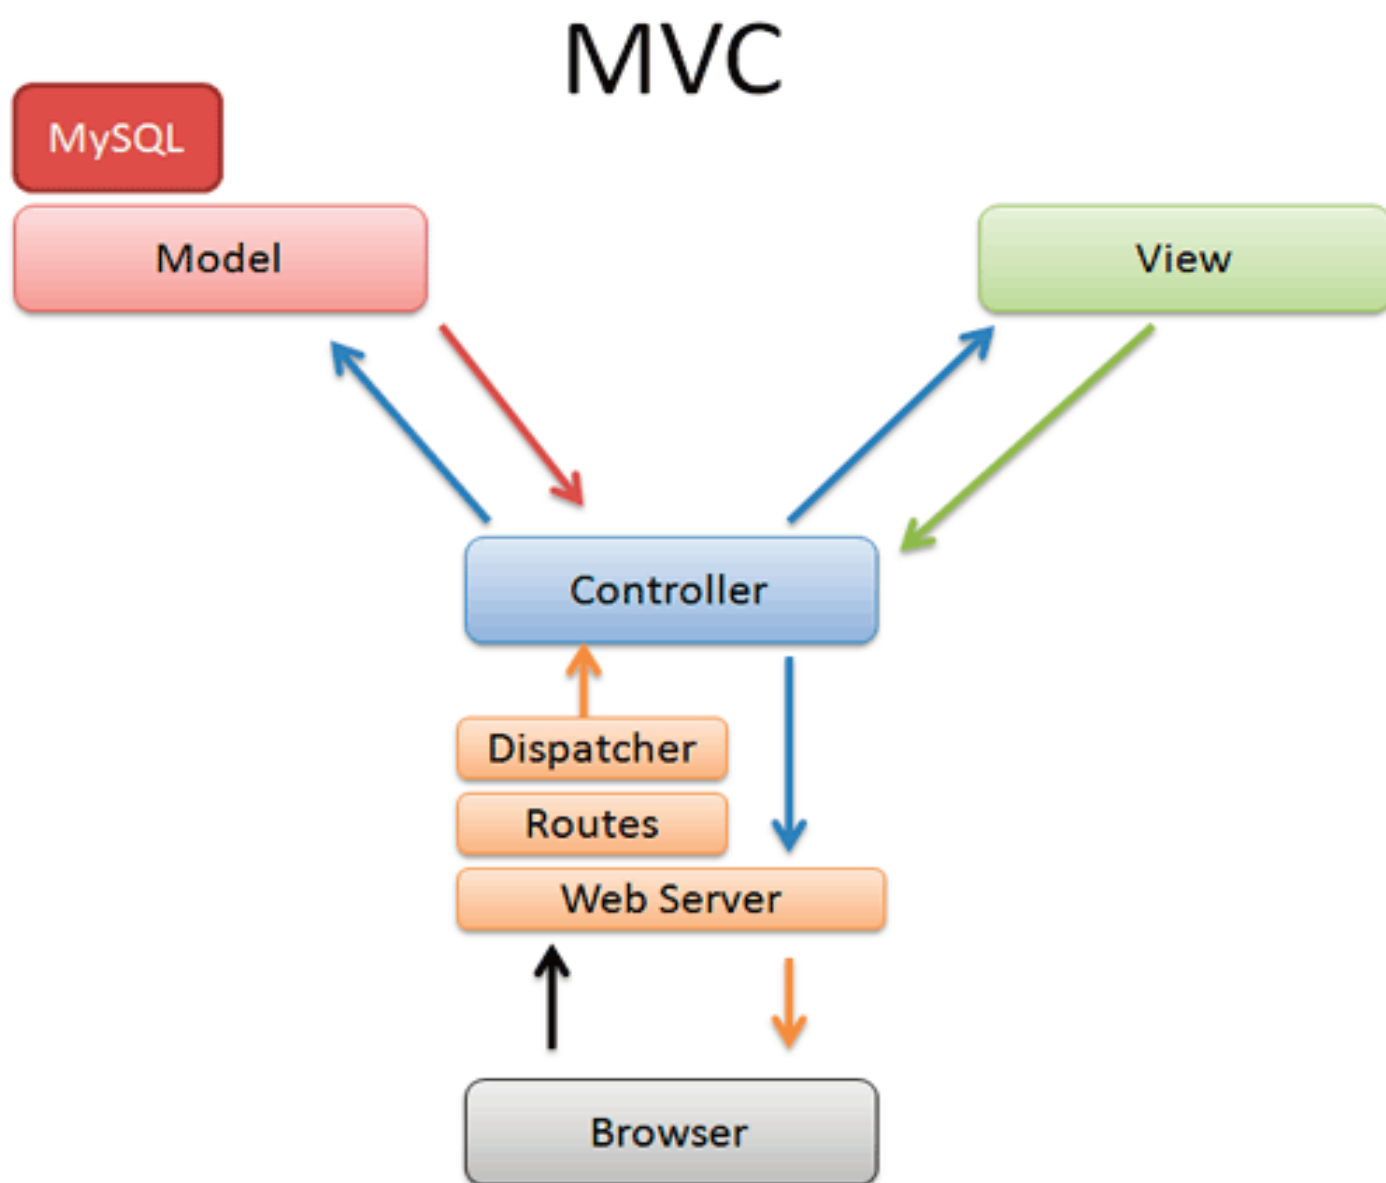 MVC
MySQL
Model
View
Controller
Dispatcher
Routes
Web Server
Browser